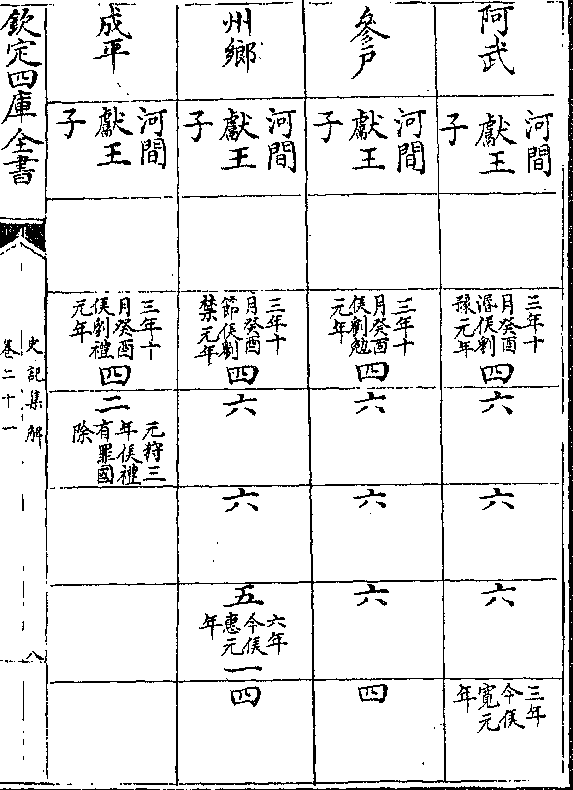 阿武
河間
獻王
子
三年十
月癸酉
湣侯劉
豫元年
四
六
六
六
三年
今侯
寛元
年
參戶
河間
獻王
子
三年十
月癸酉
侯劉勉
元年
四
六
六
六
四
州鄉
河間
獻王
子
三年十
月癸酉
節侯劉
禁元年
四
六
六
五
六年
今侯
惠元
年
一
四
成平
河間
獻王
子
三年十
月癸酉
侯劉禮
元年
四
二
元狩三
年侯禮
有罪國
除
欽定四庫全書
史記集解
卷二十一
八